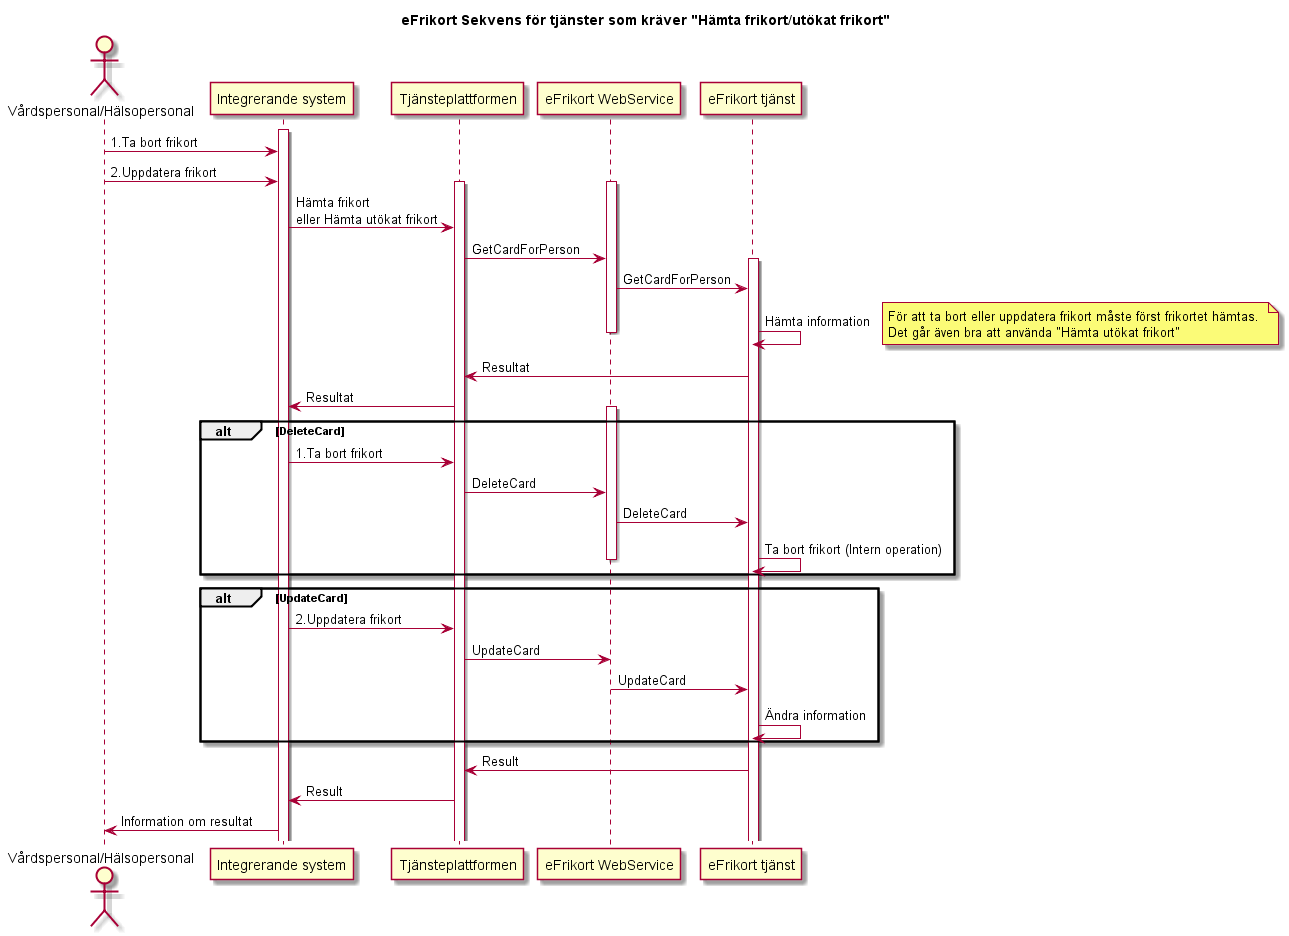 eFrikort Sekvens för tjänster som kräver "Hämta frikort/utökat frikort"
Vårdspersonal/Hälsopersonal
Integrerande system
Tjänsteplattformen
eFrikort WebService
eFrikort tjänst
1.Ta bort frikort
2.Uppdatera frikort
Hämta frikort
eller Hämta utökat frikort
GetCardForPerson
GetCardForPerson
Hämta information
För att ta bort eller uppdatera frikort måste först frikortet hämtas.
Det går även bra att använda "Hämta utökat frikort"
Resultat
Resultat
alt [DeleteCard]
1.Ta bort frikort
DeleteCard
DeleteCard
Ta bort frikort (Intern operation)
alt [UpdateCard]
2.Uppdatera frikort
UpdateCard
UpdateCard
Ändra information
Result
Result
Information om resultat
Vårdspersonal/Hälsopersonal
Integrerande system
Tjänsteplattformen
eFrikort WebService
eFrikort tjänst